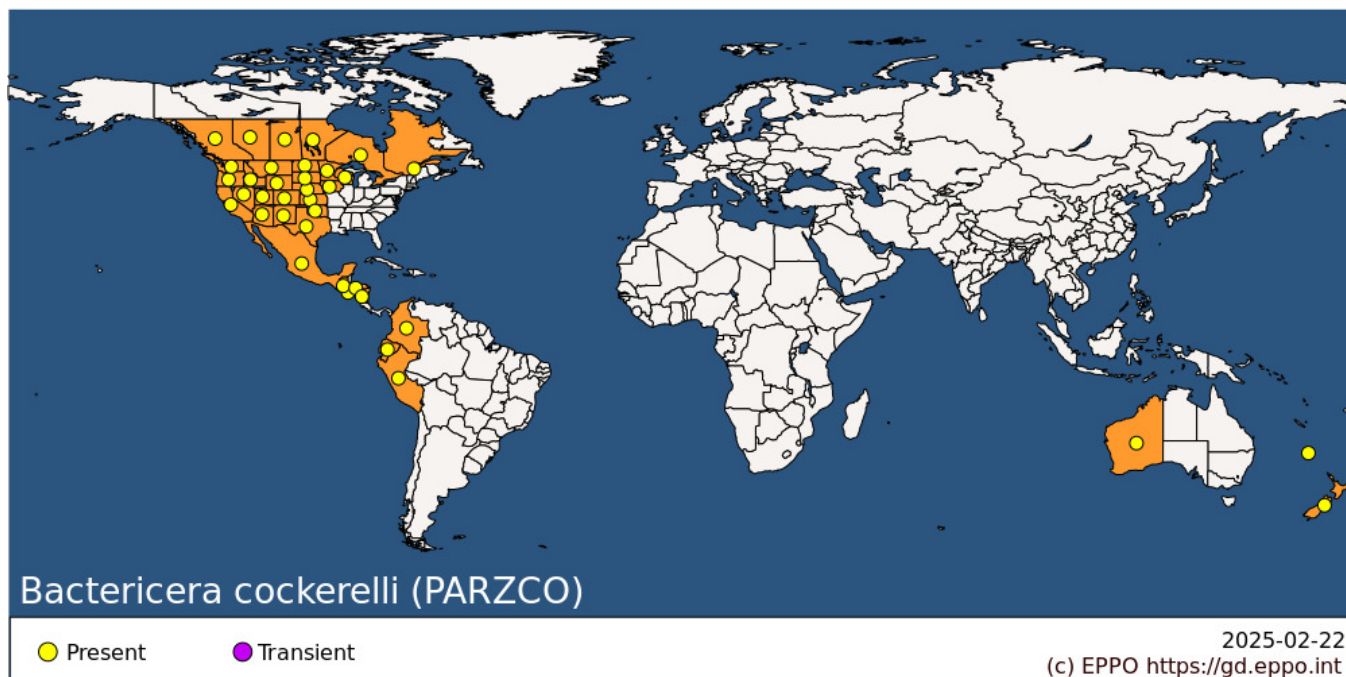 Bactericera cockerelli (PARZCO)
Present
Transient
2025-02-22
(c) EPPO https://gd.eppo.int